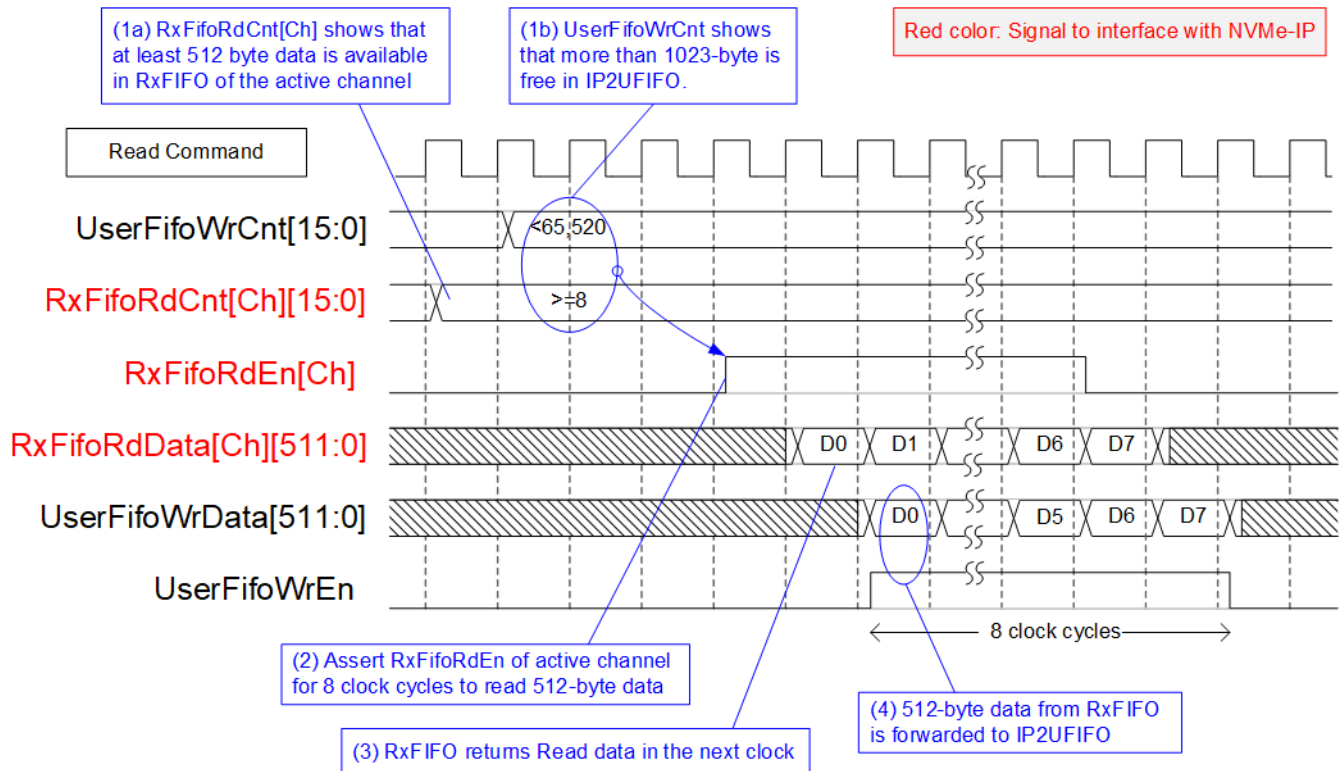 (1a) RxFifoRdCnt[Ch] shows that
at least 512 byte data is available
in RxFIFO of the active channel
(1b) UserFifoWrCnt shows
that more than 1023-byte is
free in IP2UFIFO.
Red color: Signal to interface with NVMe-IP
Read Command
UserFifoWrCnt[15:0]
<65,520
RxFifoRdCnt[Ch][15:0]
>=8
RxFifoRdEn[Ch]
RxFifoRdData[Ch][511:0]
D0 D1 D6 D7
UserFifoWrData[511:0]
D0 D5 D6 D7
UserFifoWrEn
8 clock cycles
(2) Assert RxFifoRdEn of active channel
for 8 clock cycles to read 512-byte data
(3) RxFIFO returns Read data in the next clock
(4) 512-byte data from RxFIFO
is forwarded to IP2UFIFO